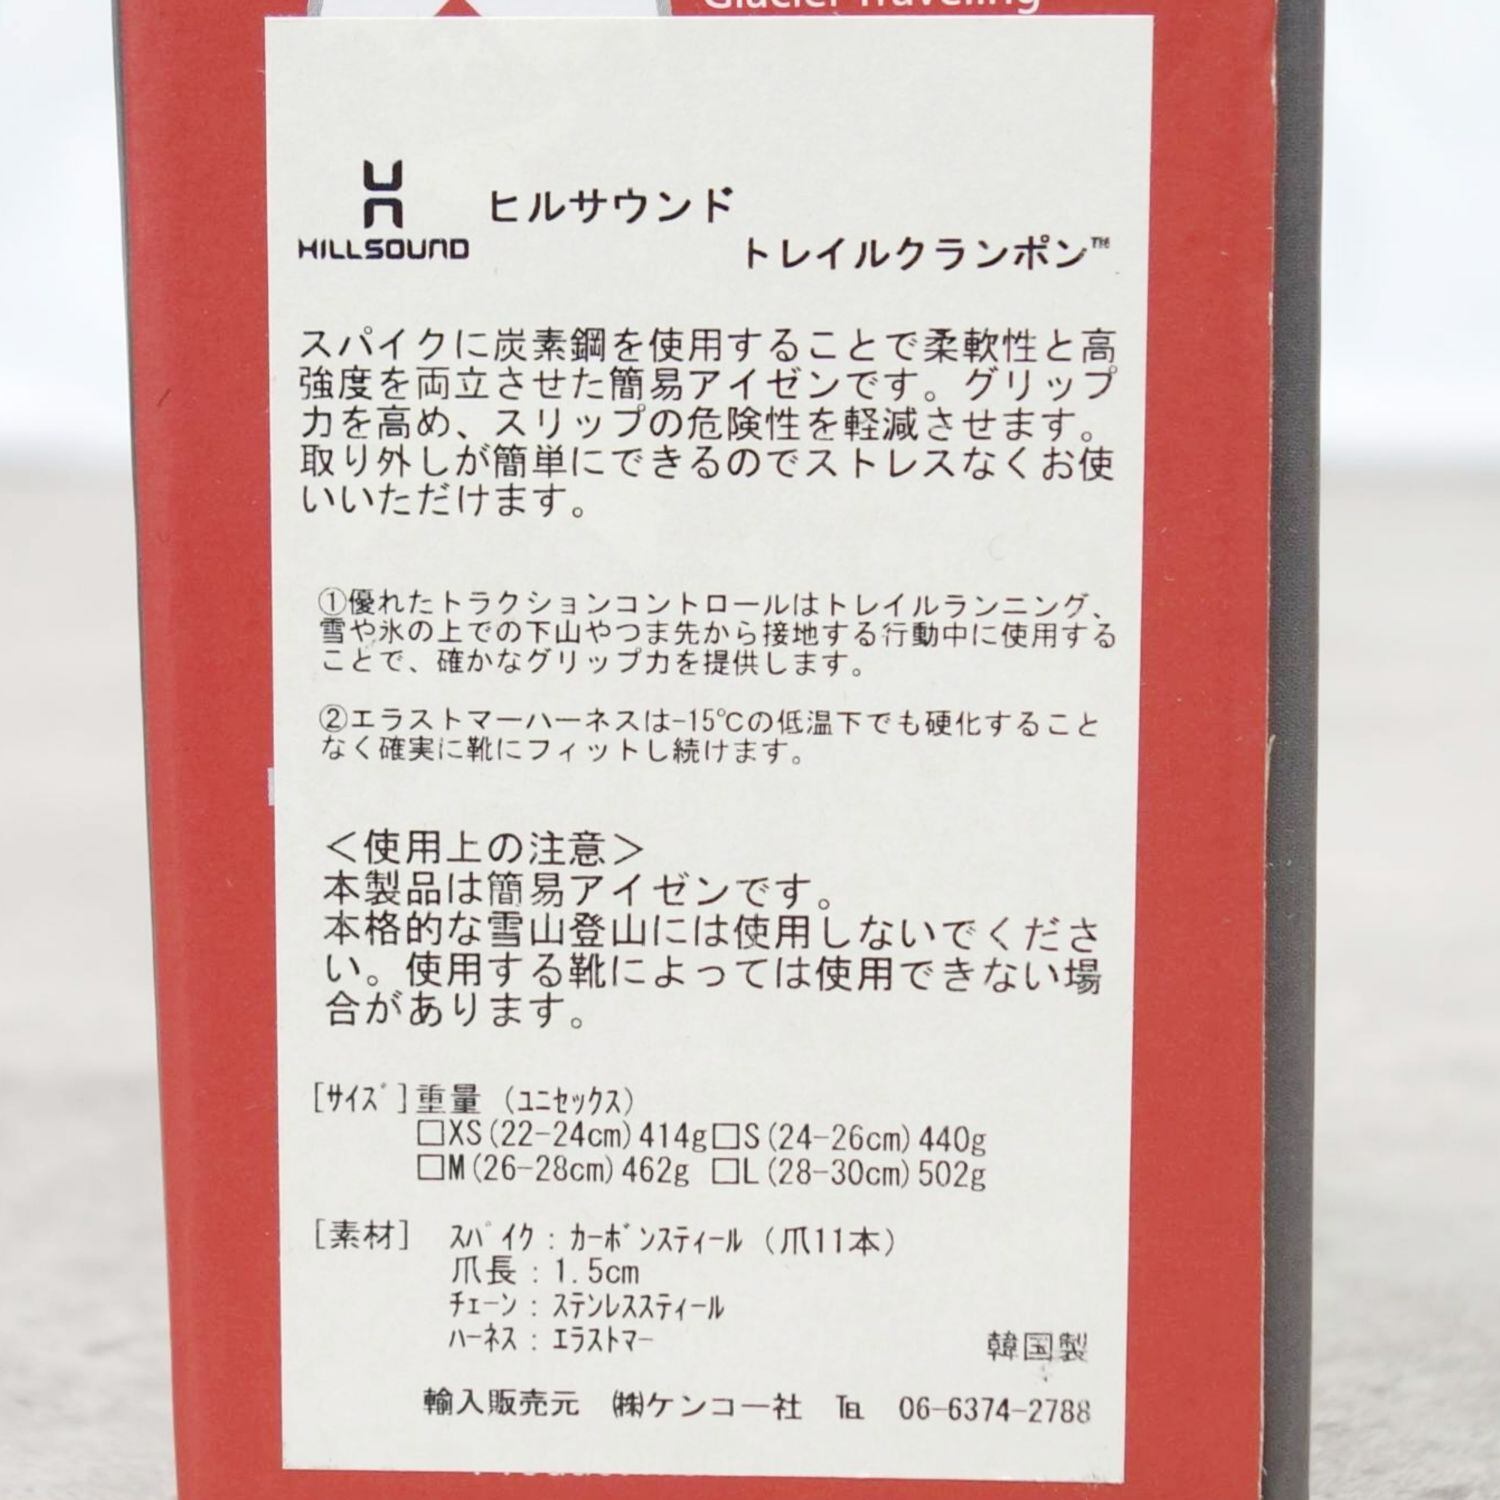 Glacier Traveling
HILLSOUND
ヒルサウンド
トレイルクランポン™
スパイクに炭素鋼を使用することで柔軟性と高
強度を両立させた簡易アイゼンです。グリップ
力を高め、スリップの危険性を軽減させます。
取り外しが簡単にできるのでストレスなくお使
いいただけます。
①優れたトラクションコントロールはトレイルランニング、
雪や氷の上での下山やつま先から接地する行動中に使用する
ことで、確かなグリップ力を提供します。
②エラストマーハーネスは-15℃の低温下でも硬化すること
なく確実に靴にフィットし続けます。
＜使用上の注意＞
本製品は簡易アイゼンです。
本格的な雪山登山には使用しないでくださ
い。使用する靴によっては使用できない場
合があります。
[ｻｲｽﾞ]重量 (ﾕﾆｾｯｸｽ)
□XS(22-24cm)414g□S(24-26cm)440g
□M(26-28cm)462g □L(28-30cm)502g
[素材] ｽﾊﾟｲｸ：ｶｰﾎﾞﾝｽﾃｨｰﾙ (爪11本)
爪長：1.5cm
ﾁｪｰﾝ：ｽﾃﾝﾚｽｽﾃｨｰﾙ
ﾊｰﾈｽ：ｴﾗｽﾄﾏｰ
韓国製
輸入販売元 ㈱ケンコー社 ℡ 06-6374-2788